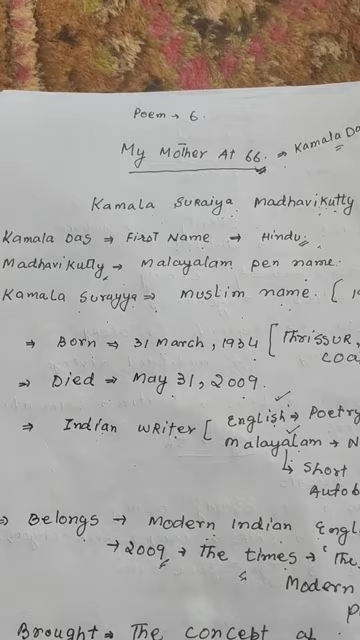 Poem → 6.
My Mother At 66. → Kamala Da
Kamala Suraiya Madhavikutty
Kamala Das ⇒ First Name → Hindu
Madhavikutty → Malayalam pen name.
Kamala Surayya ⇒ Muslim name. [ 19
⇒ Born ⇒ 31 March, 1934 [ Thrissur,
⇒ Died ⇒ May 31, 2009.
⇒ Indian writer [ English → Poetry
Malayalam → N
↳ Short
Autob
⇒ Belongs → Modern Indian Engl
→ 2009 → The times → 'The
Modern
P
Brought ⇒ The concept